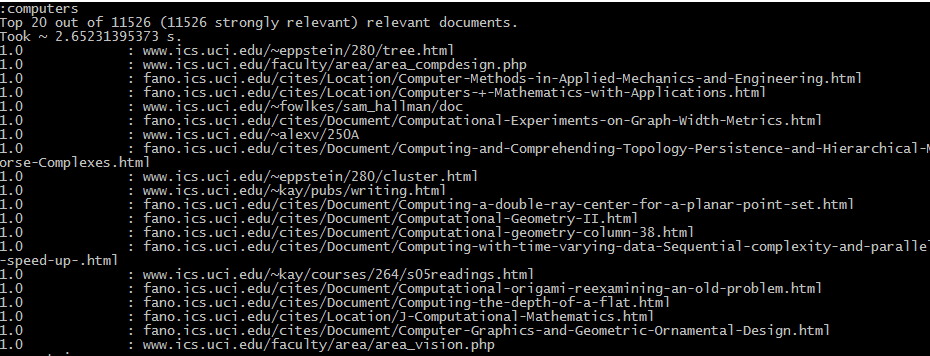 :computers
Top 20 out of 11526 (11526 strongly relevant) relevant documents.
Took ~ 2.65231395373 s.
1.0 : www.ics.uci.edu/~eppstein/280/tree.html
1.0 : www.ics.uci.edu/faculty/area/area_compdesign.php
1.0 : fano.ics.uci.edu/cites/Location/Computer-Methods-in-Applied-Mechanics-and-Engineering.html
1.0 : fano.ics.uci.edu/cites/Location/Computers-+-Mathematics-with-Applications.html
1.0 : www.ics.uci.edu/~fowlkes/sam_hallman/doc
1.0 : fano.ics.uci.edu/cites/Document/Computational-Experiments-on-Graph-Width-Metrics.html
1.0 : www.ics.uci.edu/~alexv/250A
1.0 : fano.ics.uci.edu/cites/Document/Computing-and-Comprehending-Topology-Persistence-and-Hierarchical-M
orse-Complexes.html
1.0 : www.ics.uci.edu/~eppstein/280/cluster.html
1.0 : www.ics.uci.edu/~kay/pubs/writing.html
1.0 : fano.ics.uci.edu/cites/Document/Computing-a-double-ray-center-for-a-planar-point-set.html
1.0 : fano.ics.uci.edu/cites/Document/Computational-Geometry-II.html
1.0 : fano.ics.uci.edu/cites/Document/Computational-geometry-column-38.html
1.0 : fano.ics.uci.edu/cites/Document/Computing-with-time-varying-data-Sequential-complexity-and-parallel
-speed-up-.html
1.0 : www.ics.uci.edu/~kay/courses/264/s05readings.html
1.0 : fano.ics.uci.edu/cites/Document/Computational-origami-reexamining-an-old-problem.html
1.0 : fano.ics.uci.edu/cites/Document/Computing-the-depth-of-a-flat.html
1.0 : fano.ics.uci.edu/cites/Location/J-Computational-Mathematics.html
1.0 : fano.ics.uci.edu/cites/Document/Computer-Graphics-and-Geometric-Ornamental-Design.html
1.0 : www.ics.uci.edu/faculty/area/area_vision.php